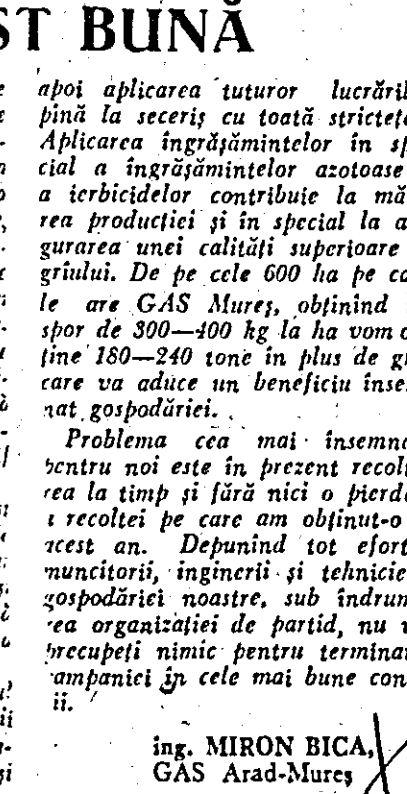 ST BUNĂ
apoi aplicarea tuturor lucrăril
pînă la seceriş cu toată stricteţe
Aplicarea îngrăşămintelor în sp
cial a îngrăşămintelor azotoase
a ierbicidelor contribuie la mă
rea producţiei şi în special la a
gurarea unei calităţi superioare
grîului. De pe cele 600 ha pe ca
le are GAS Mureş, obţinînd
spor de 300—400 kg la ha vom o
ţine 180—240 tone în plus de g
care va aduce un beneficiu înse
nat gospodăriei.
Problema cea mai însemna
pentru noi este în prezent recolt
rea la timp şi fără nici o pierde
a recoltei pe care am obţinut-o
acest an. Depunînd tot efort
muncitorii, inginerii şi tehnicie
gospodăriei noastre, sub îndrum
rea organizaţiei de partid, nu v
precupeţi nimic pentru terminar
campaniei în cele mai bune con
ii.
ing. MIRON BICA,
GAS Arad-Mureş